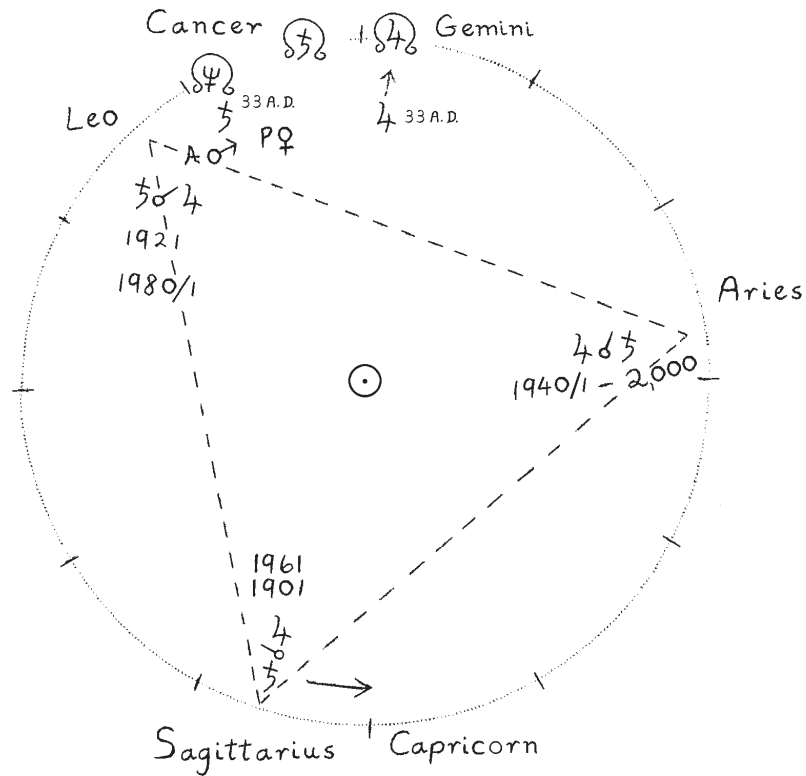 Cancer
Gemini
♄
♃
Ψ
♄ 33 A.D.
♃ 33 A.D.
Leo
A ♂ P♀
♄ ☌ ♃
1921
1980/1
Aries
♃ ☌ ♄
1940/1 – 2,000
☉
1961
1901
♃
☌
♄
Sagittarius
Capricorn